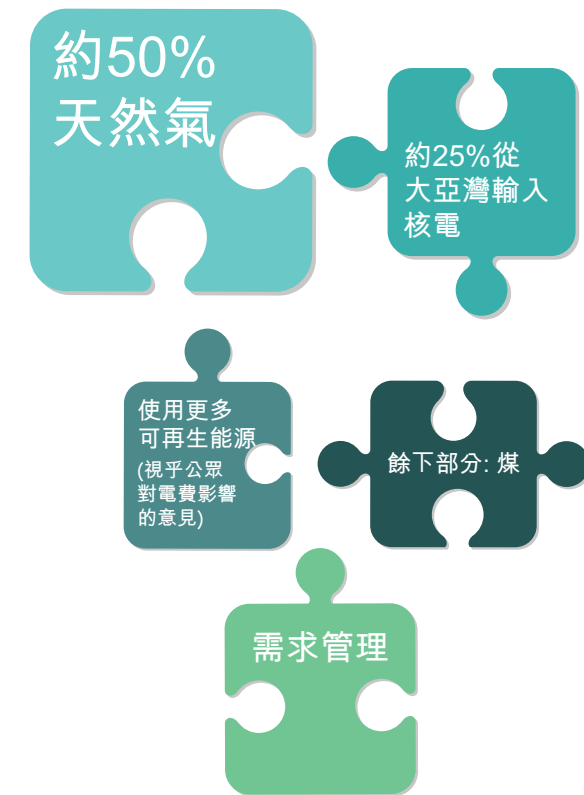 約50%
天然氣
約25%從
大亞灣輸入
核電
使用更多
可再生能源
(視乎公眾
對電費影響
的意見)
餘下部分: 煤
需求管理